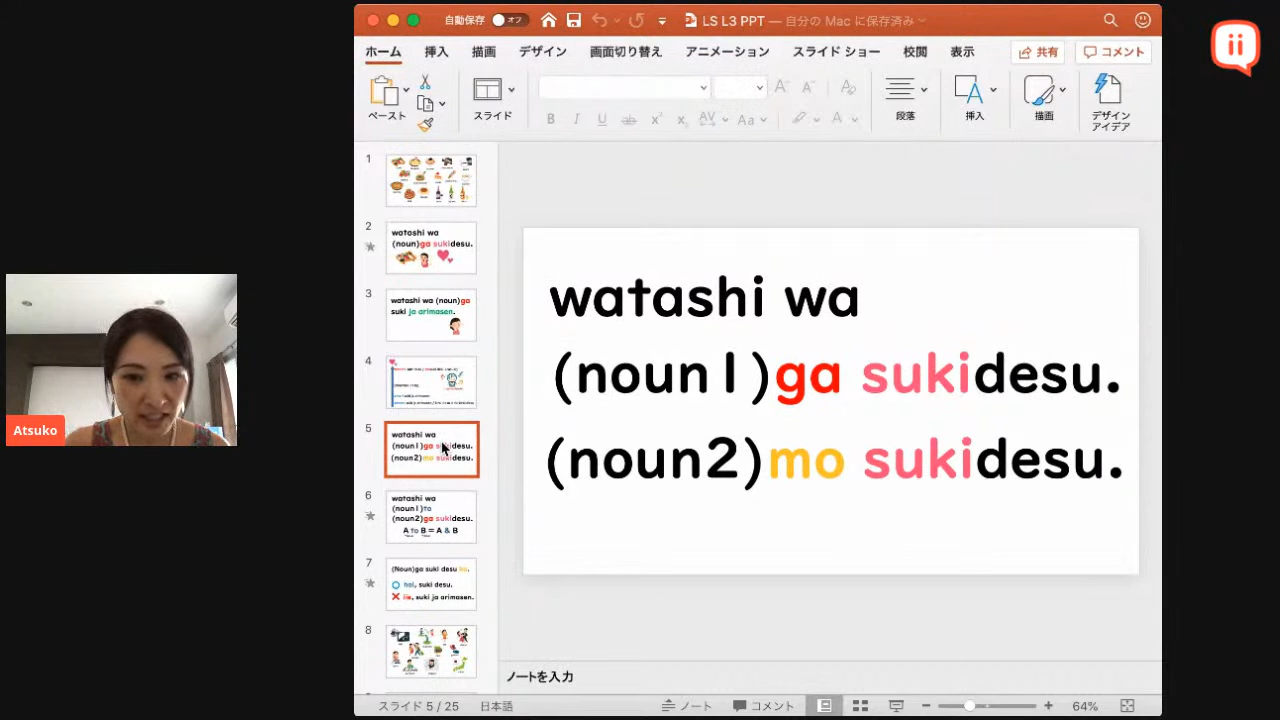 自動保存 オフ LS L3 PPT — 自分の Mac に保存済み
ホーム 挿入 描画 デザイン 画面切り替え アニメーション スライド ショー 校閲 表示 共有 コメント
ペースト スライド 段落 挿入 描画 デザイン アイデア
B I U ab x² x₂ AV Aa A
1
2
watashi wa
(noun)ga sukidesu.
3
watashi wa (noun)ga
suki ja arimasen.
4
5
watashi wa
(noun1)ga sukidesu.
(noun2)mo sukidesu.
6
watashi wa
(noun1)to
(noun2)ga sukidesu.
A to B = A & B
7
(Noun)ga suki desu ka.
hai, suki desu.
iie, suki ja arimasen.
8
watashi wa
(noun1)ga sukidesu.
(noun2)mo sukidesu.
Atsuko
ノートを入力
スライド 5 / 25 日本語 ノート コメント 64%